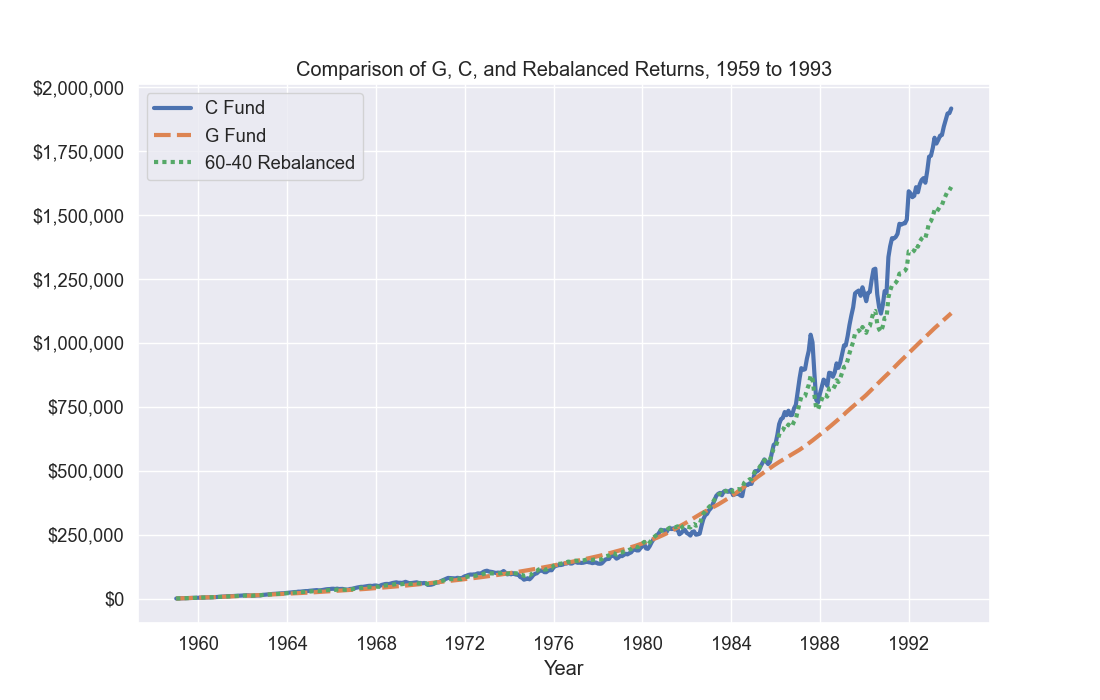 Comparison of G, C, and Rebalanced Returns, 1959 to 1993
$2,000,000
$1,750,000
$1,500,000
$1,250,000
$1,000,000
$750,000
$500,000
$250,000
$0
C Fund
G Fund
60-40 Rebalanced
1960 1964 1968 1972 1976 1980 1984 1988 1992
Year